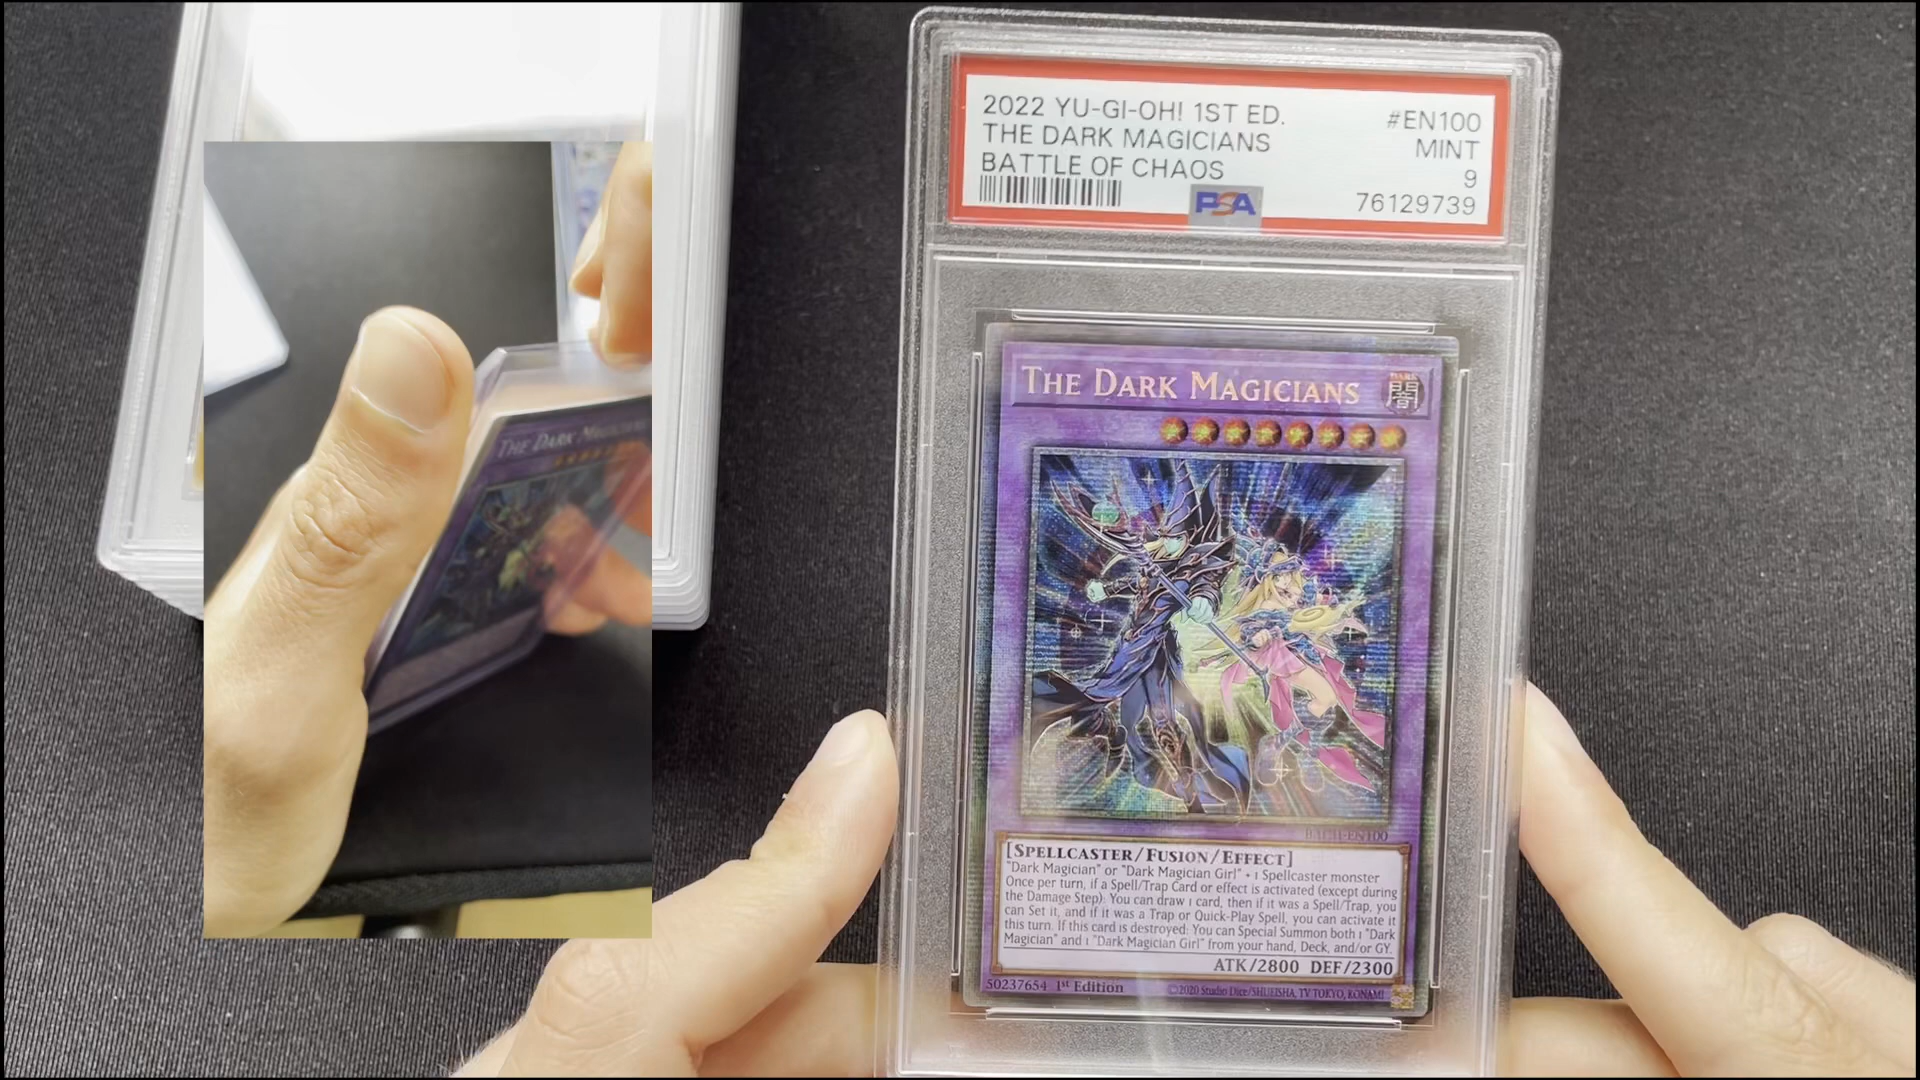 2022 YU-GI-OH! 1ST ED.
#EN100
THE DARK MAGICIANS
MINT
BATTLE OF CHAOS
9
PSA
76129739
THE DARK MAGICIANS
DARK
闇
BACH-EN100
[SPELLCASTER/FUSION/EFFECT]
"Dark Magician" or "Dark Magician Girl" + 1 Spellcaster monster
Once per turn, if a Spell/Trap Card or effect is activated (except during
the Damage Step): You can draw 1 card, then if it was a Spell/Trap, you
can Set it, and if it was a Trap or Quick-Play Spell, you can activate it
this turn. If this card is destroyed: You can Special Summon both 1 "Dark
Magician" and 1 "Dark Magician Girl" from your hand, Deck, and/or GY.
ATK/2800 DEF/2300
50237654 1st Edition
©2020 Studio Dice/SHUEISHA, TV TOKYO, KONAMI
THE DARK MAGICIANS